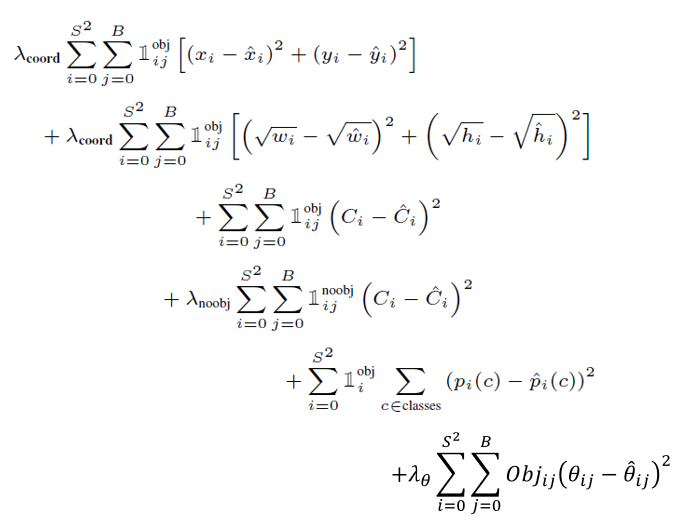 λ_coord ∑_{i=0}^{S^2} ∑_{j=0}^{B} 𝟙_{ij}^{obj} [(x_i − x̂_i)^2 + (y_i − ŷ_i)^2]
+ λ_coord ∑_{i=0}^{S^2} ∑_{j=0}^{B} 𝟙_{ij}^{obj} [(√{w_i} − √{ŵ_i})^2 + (√{h_i} − √{ĥ_i})^2]
+ ∑_{i=0}^{S^2} ∑_{j=0}^{B} 𝟙_{ij}^{obj} (C_i − Ĉ_i)^2
+ λ_noobj ∑_{i=0}^{S^2} ∑_{j=0}^{B} 𝟙_{ij}^{noobj} (C_i − Ĉ_i)^2
+ ∑_{i=0}^{S^2} 𝟙_i^{obj} ∑_{c∈classes} (p_i(c) − p̂_i(c))^2
+λ_θ ∑_{i=0}^{S^2} ∑_{j=0}^{B} Obj_{ij}(θ_{ij} − θ̂_{ij})^2